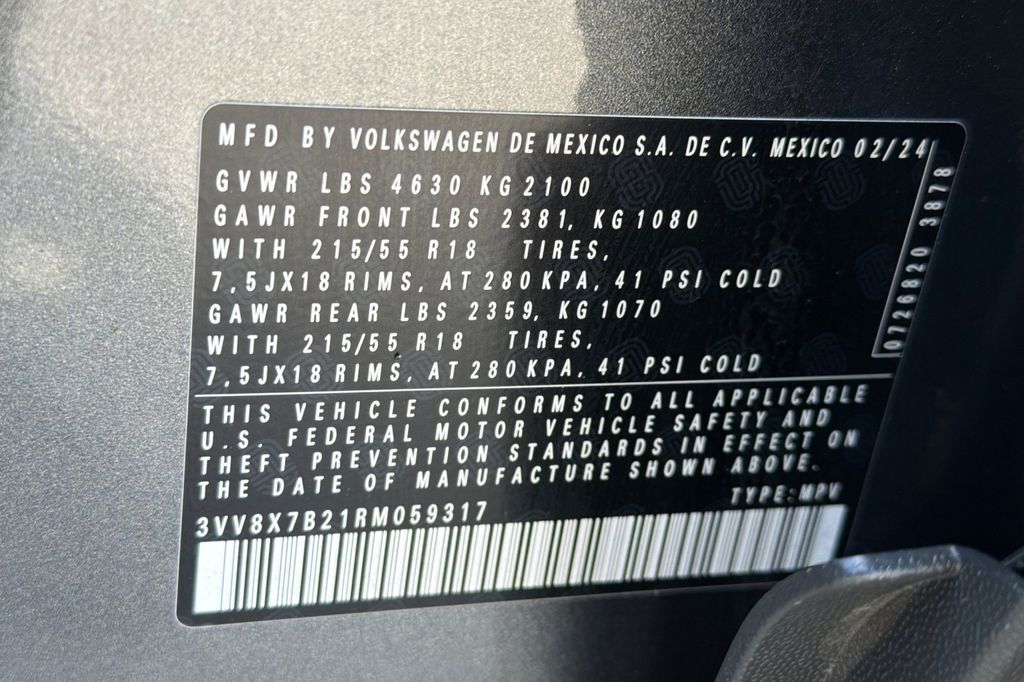 MFD BY VOLKSWAGEN DE MEXICO S.A. DE C.V. MEXICO 02/24
GVWR LBS 4630 KG 2100
GAWR FRONT LBS 2381, KG 1080
WITH 215/55 R18 TIRES,
7,5JX18 RIMS, AT 280 KPA, 41 PSI COLD
GAWR REAR LBS 2359, KG 1070
WITH 215/55 R18 TIRES,
7,5JX18 RIMS, AT 280 KPA, 41 PSI COLD
0726820 3878
THIS VEHICLE CONFORMS TO ALL APPLICABLE
U.S. FEDERAL MOTOR VEHICLE SAFETY AND
THEFT PREVENTION STANDARDS IN EFFECT ON
THE DATE OF MANUFACTURE SHOWN ABOVE.
TYPE:MPV
3VV8X7B21RM059317